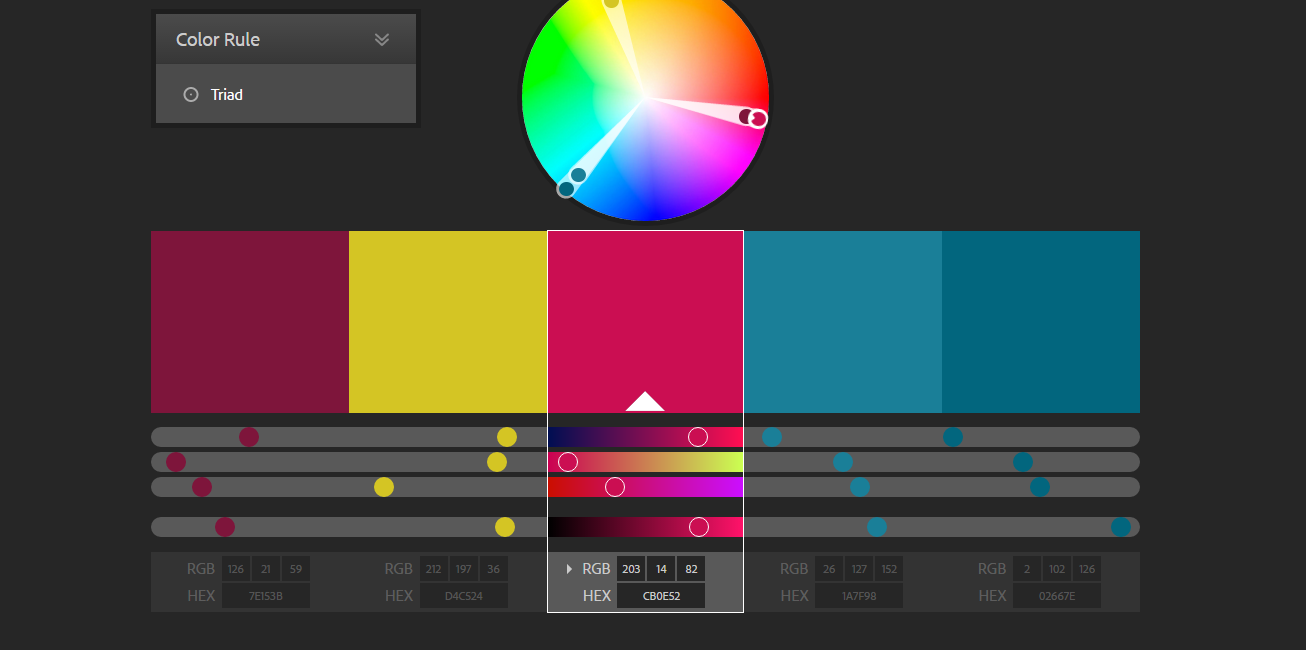 Color Rule
Triad
RGB 126 21 59
HEX 7E153B
RGB 212 197 36
HEX D4C524
RGB 203 14 82
HEX CB0E52
RGB 26 127 152
HEX 1A7F98
RGB 2 102 126
HEX 02667E